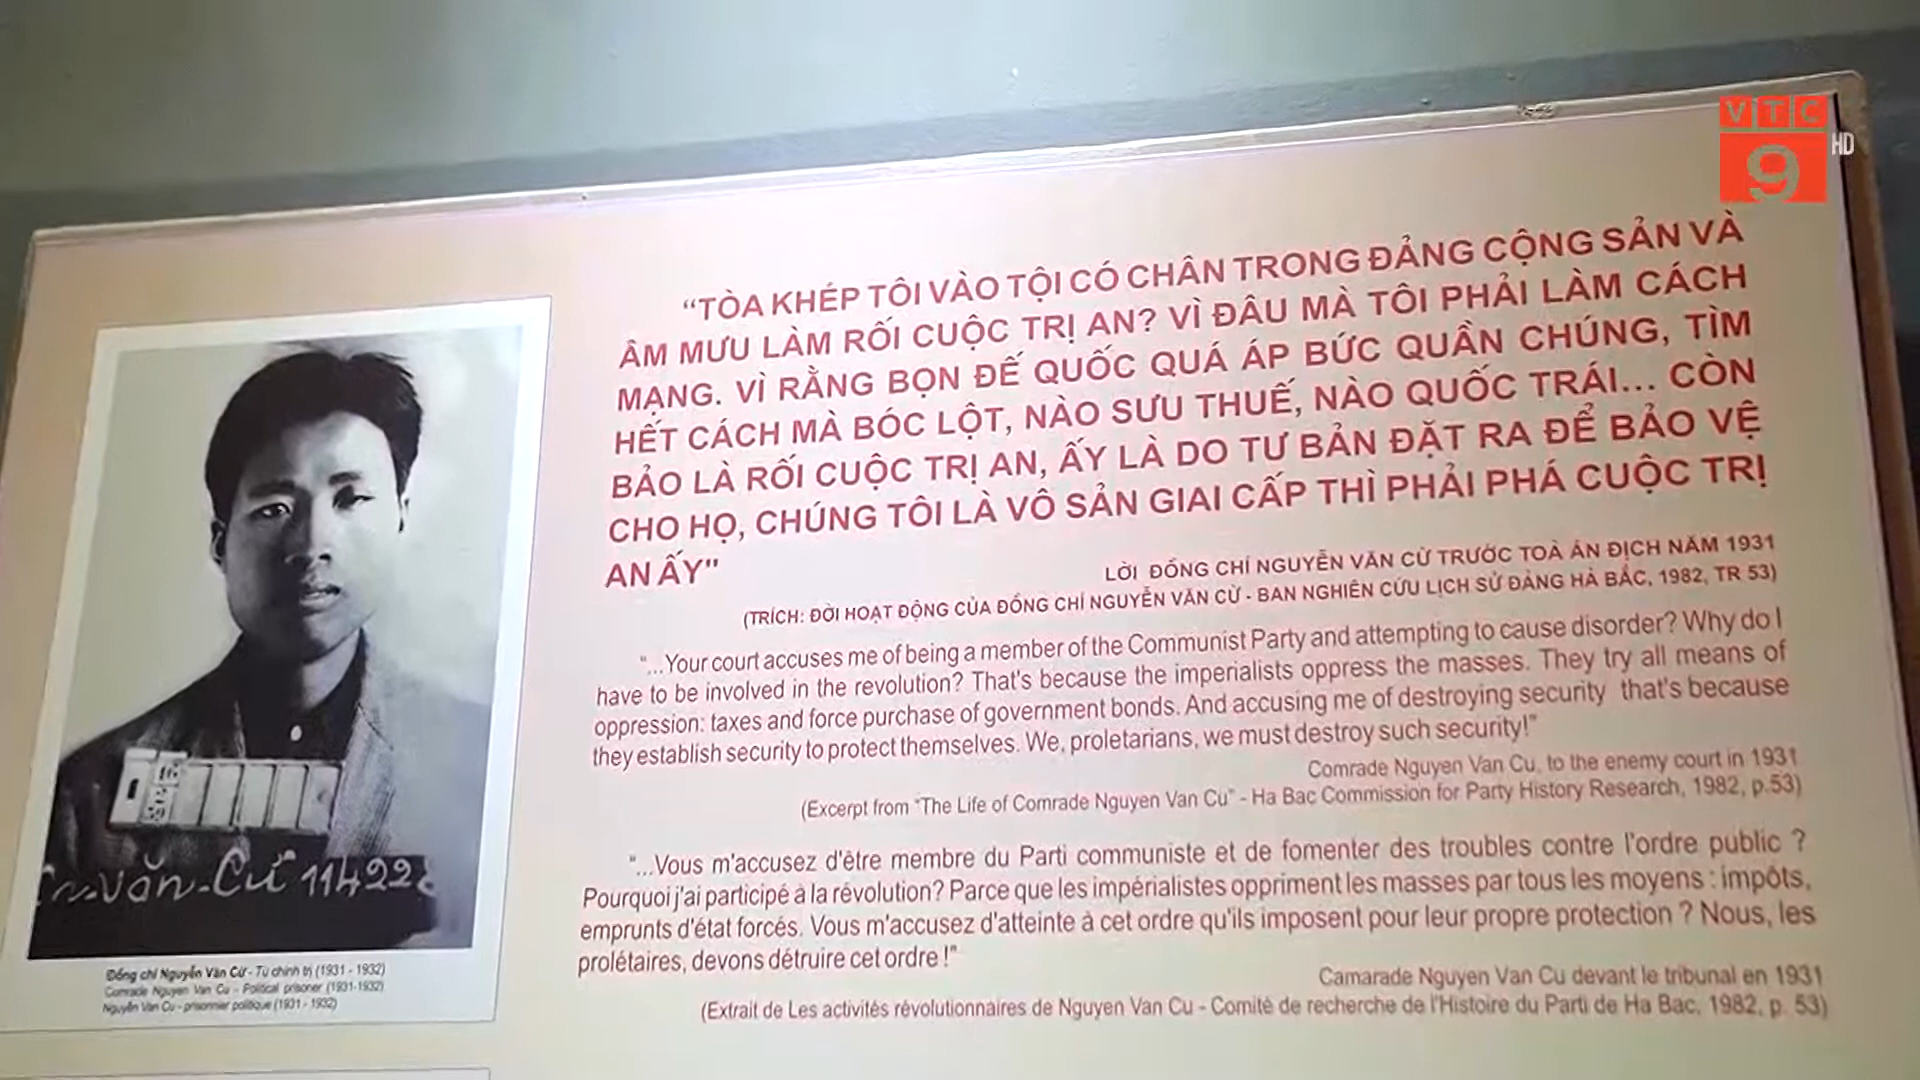 VTC
9
HD
“TÒA KHÉP TÔI VÀO TỘI CÓ CHÂN TRONG ĐẢNG CỘNG SẢN VÀ
ÂM MƯU LÀM RỐI CUỘC TRỊ AN? VÌ ĐÂU MÀ TÔI PHẢI LÀM CÁCH
MẠNG. VÌ RẰNG BỌN ĐẾ QUỐC QUÁ ÁP BỨC QUẦN CHÚNG, TÌM
HẾT CÁCH MÀ BÓC LỘT, NÀO SƯU THUẾ, NÀO QUỐC TRÁI... CÒN
BẢO LÀ RỐI CUỘC TRỊ AN, ẤY LÀ DO TƯ BẢN ĐẶT RA ĐỂ BẢO VỆ
CHO HỌ, CHÚNG TÔI LÀ VÔ SẢN GIAI CẤP THÌ PHẢI PHÁ CUỘC TRỊ
AN ẤY"
LỜI ĐỒNG CHÍ NGUYỄN VĂN CỪ TRƯỚC TOÀ ÁN ĐỊCH NĂM 1931
(TRÍCH: ĐỜI HOẠT ĐỘNG CỦA ĐỒNG CHÍ NGUYỄN VĂN CỪ - BAN NGHIÊN CỨU LỊCH SỬ ĐẢNG HÀ BẮC, 1982, TR 53)
“...Your court accuses me of being a member of the Communist Party and attempting to cause disorder? Why do I
have to be involved in the revolution? That's because the imperialists oppress the masses. They try all means of
oppression: taxes and force purchase of government bonds. And accusing me of destroying security that's because
they establish security to protect themselves. We, proletarians, we must destroy such security!”
Comrade Nguyen Van Cu, to the enemy court in 1931
(Excerpt from “The Life of Comrade Nguyen Van Cu” - Ha Bac Commission for Party History Research, 1982, p.53)
“...Vous m'accusez d'être membre du Parti communiste et de fomenter des troubles contre l'ordre public ?
Pourquoi j'ai participé à la révolution? Parce que les impérialistes oppriment les masses par tous les moyens : impôts,
emprunts d'état forcés. Vous m'accusez d'atteinte à cet ordre qu'ils imposent pour leur propre protection ? Nous, les
prolétaires, devons détruire cet ordre !”
Camarade Nguyen Van Cu devant le tribunal en 1931
(Extrait de Les activités révolutionnaires de Nguyen Van Cu - Comité de recherche de l'Histoire du Parti de Ha Bac, 1982, p. 53)
Văn-Cừ 11422
Đồng chí Nguyễn Văn Cừ - Tù chính trị (1931 - 1932)
Comrade Nguyen Van Cu - Political prisoner (1931-1932)
Nguyễn Van Cu - prisonnier politique (1931 - 1932)